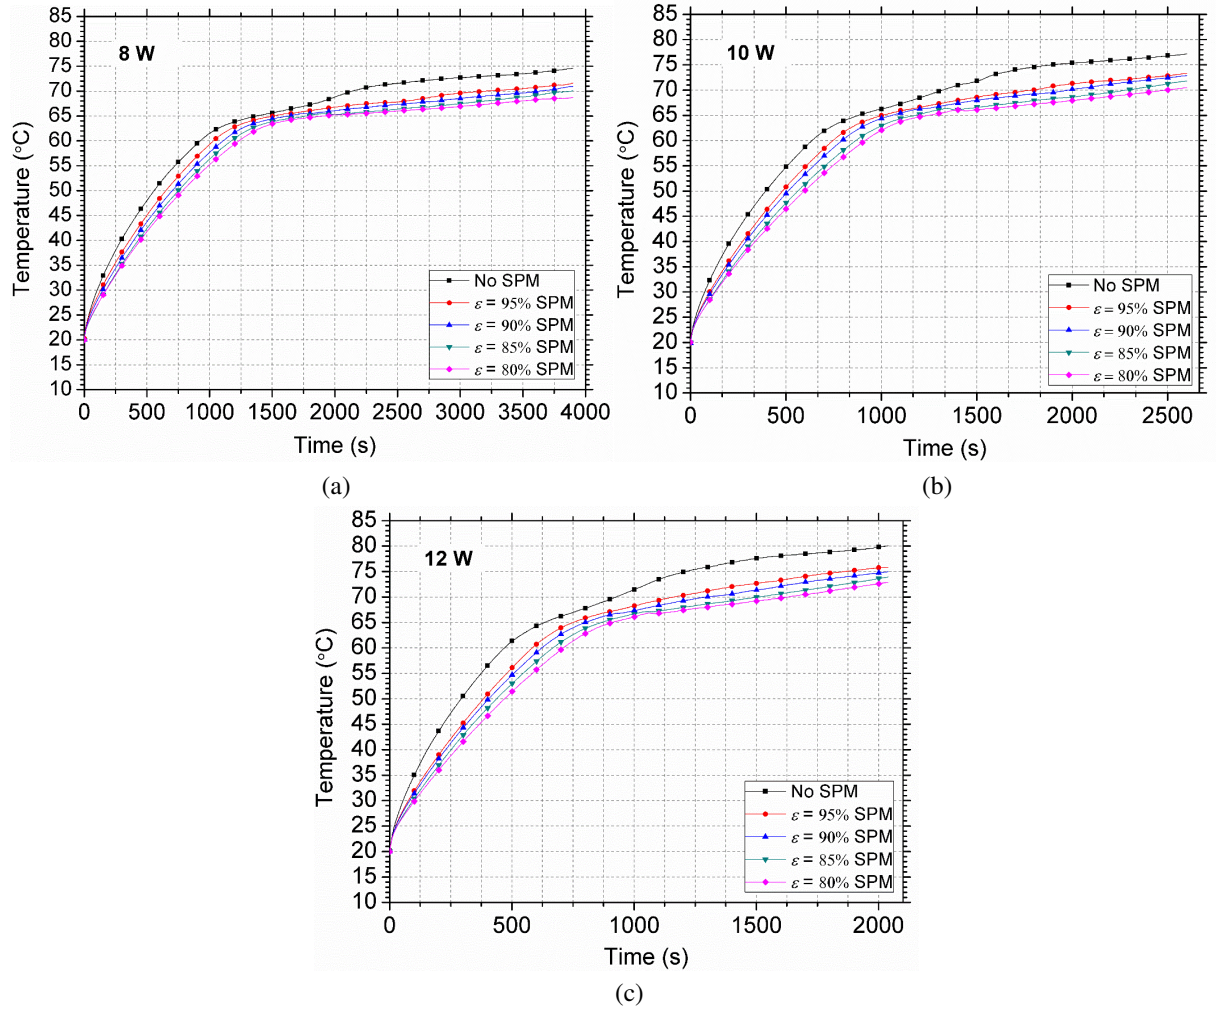 8 W
Temperature (°C)
85
80
75
70
65
60
55
50
45
40
35
30
25
20
15
10
No SPM
ε = 95% SPM
ε = 90% SPM
ε = 85% SPM
ε = 80% SPM
0 500 1000 1500 2000 2500 3000 3500 4000
Time (s)
(a)
10 W
Temperature (°C)
85
80
75
70
65
60
55
50
45
40
35
30
25
20
15
10
No SPM
ε = 95% SPM
ε = 90% SPM
ε = 85% SPM
ε = 80% SPM
0 500 1000 1500 2000 2500
Time (s)
(b)
12 W
Temperature (°C)
85
80
75
70
65
60
55
50
45
40
35
30
25
20
15
10
No SPM
ε = 95% SPM
ε = 90% SPM
ε = 85% SPM
ε = 80% SPM
0 500 1000 1500 2000
Time (s)
(c)